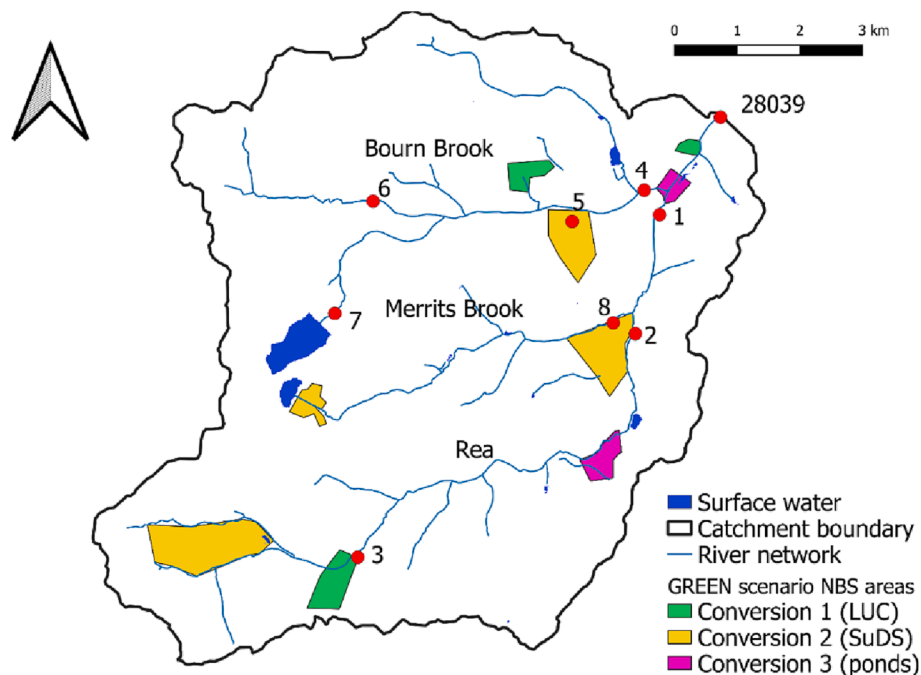 0 1 2 3 km
28039
Bourn Brook
4
6
5
1
7
Merrits Brook
8
2
Rea
3
Surface water
Catchment boundary
River network
GREEN scenario NBS areas
Conversion 1 (LUC)
Conversion 2 (SuDS)
Conversion 3 (ponds)